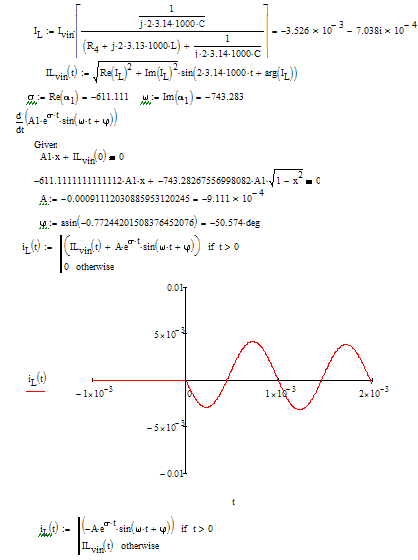 I_L := I_vin·[ (1/(j·2·3.14·1000·C)) / ((R_4 + j·2·3.13·1000·L) + 1/(j·2·3.14·1000·C)) ] = −3.526 × 10^−3 − 7.038i × 10^−4
IL_vin(t) := √(Re(I_L)^2 + Im(I_L)^2)·sin(2·3.14·1000·t + arg(I_L))
σ := Re(α_1) = −611.111 ω := Im(α_1) = −743.283
d/dt (A1·e^(σ·t)·sin(ω·t + φ))
Given
A1·x + IL_vin(0) = 0
−611.1111111111112·A1·x + −743.28267556998082·A1·√(1 − x^2) = 0
A := −0.00091112030885953120245 = −9.111 × 10^−4
φ := asin(−0.77244201508376452076) = −50.574·deg
i_L(t) := | (IL_vin(t) + A·e^(σ·t)·sin(ω·t + φ)) if t > 0
0 otherwise
0.01
5×10^−3
i_L(t)
−1×10^−3 0 1×10^−3 2×10^−3
−5×10^−3
−0.01
t
i_L(t) := | (−A·e^(σ·t)·sin(ω·t + φ)) if t > 0
IL_vin(t) otherwise